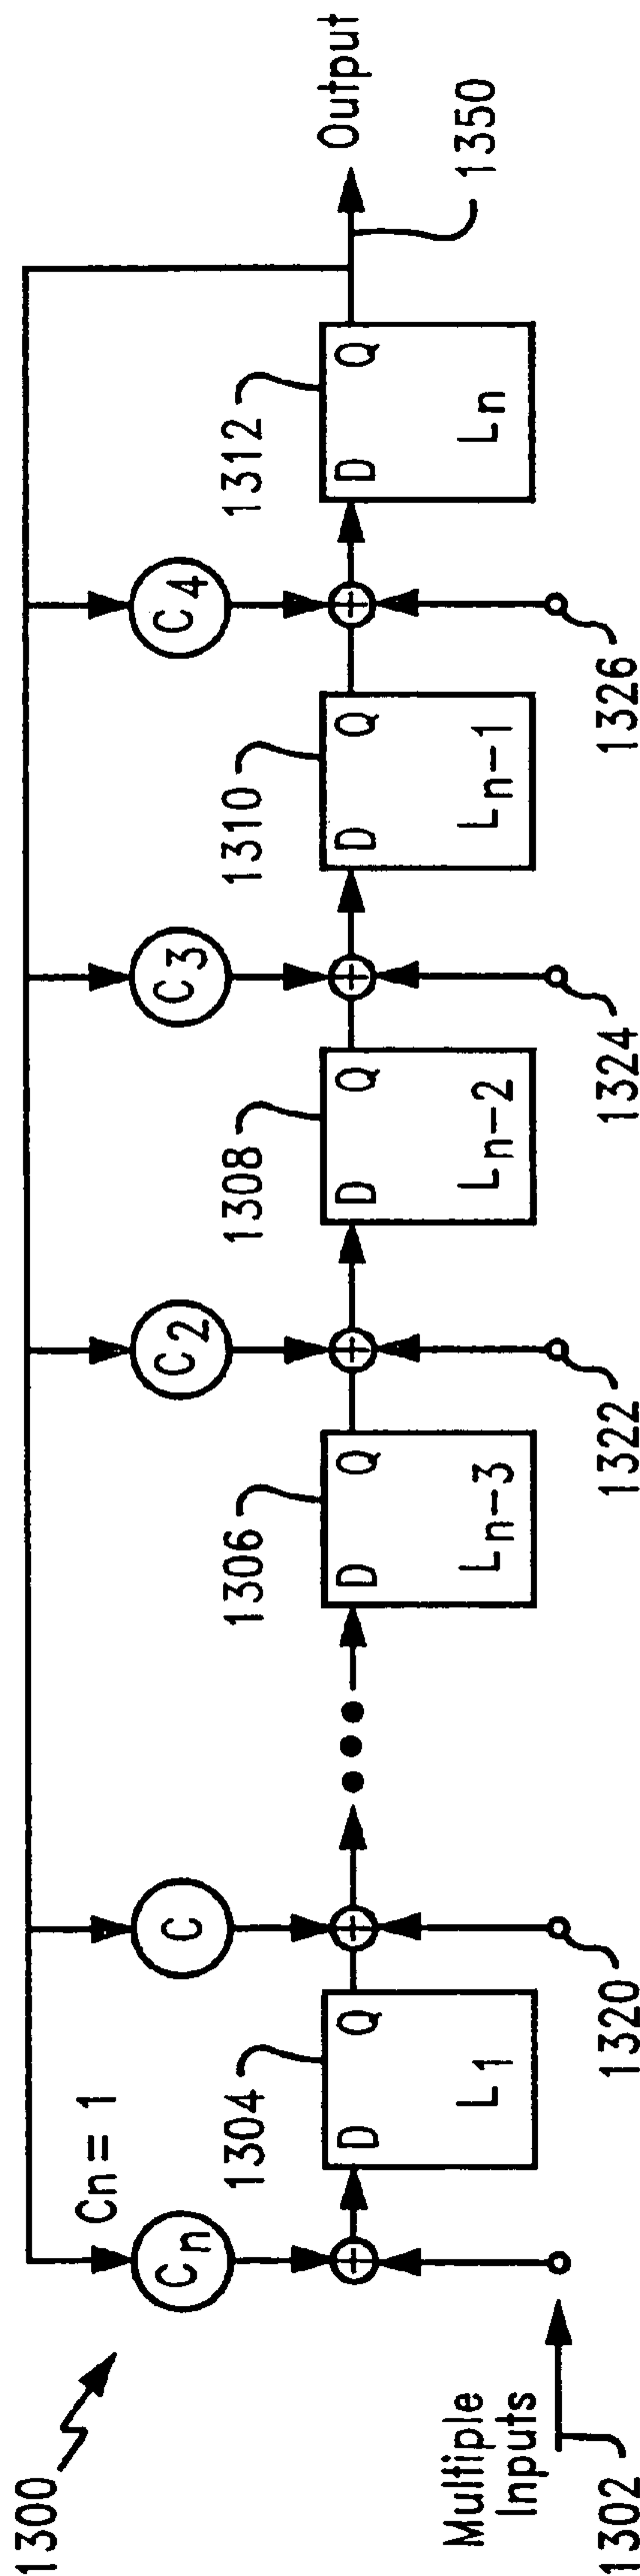 1300
Cn = 1
Cn
C
C2
C3
C4
1304
1306
1308
1310
1312
D Q
L1
D Q
Ln-3
D Q
Ln-2
D Q
Ln-1
D Q
Ln
Output
1350
Multiple
Inputs
1302
1320
1322
1324
1326